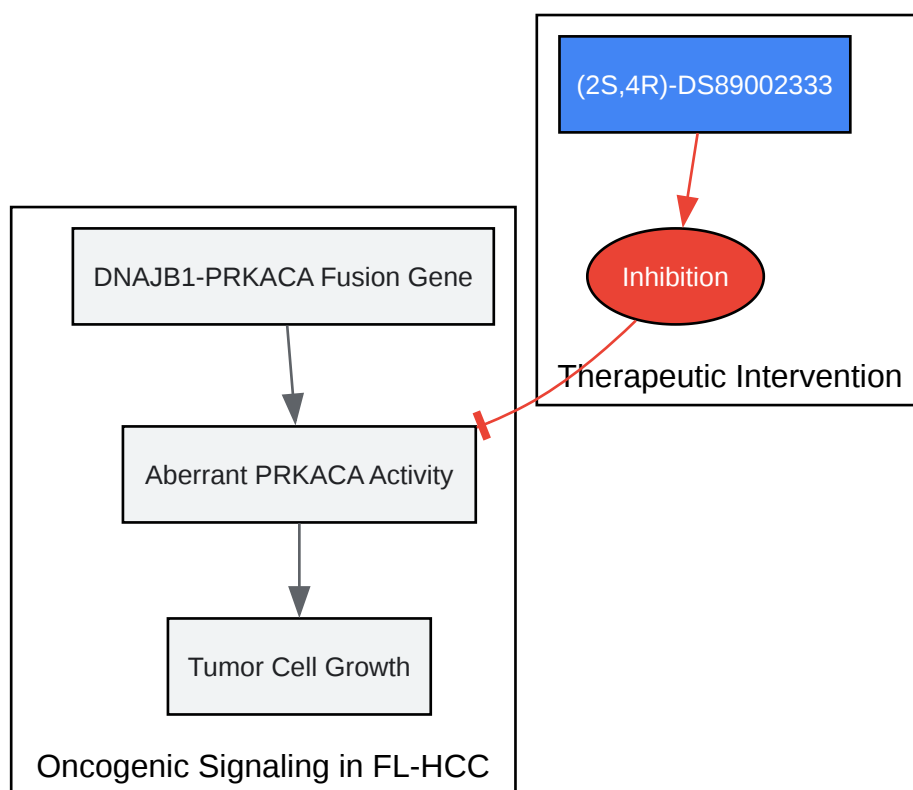 (2S,4R)-DS89002333
Inhibition
Therapeutic Intervention
DNAJB1-PRKACA Fusion Gene
Aberrant PRKACA Activity
Tumor Cell Growth
Oncogenic Signaling in FL-HCC